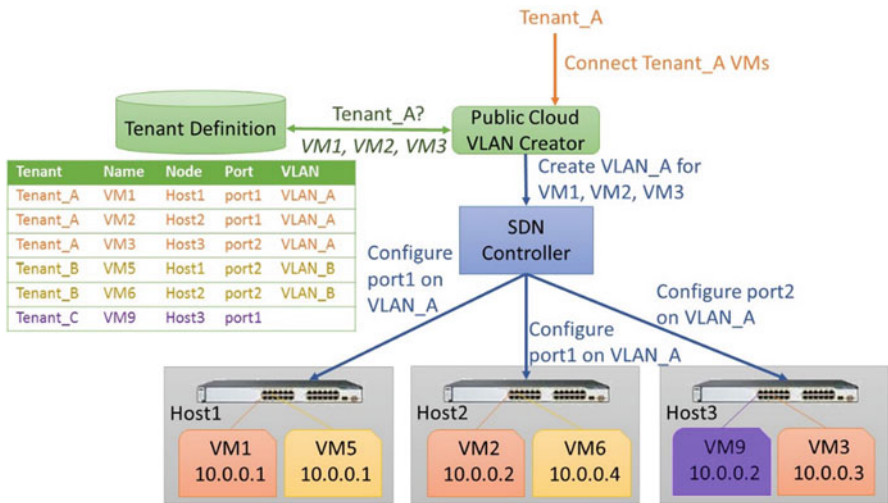 Tenant_A
Connect Tenant_A VMs
Tenant Definition
Tenant_A?
VM1, VM2, VM3
Public Cloud
VLAN Creator
Tenant Name Node Port VLAN
Tenant_A VM1 Host1 port1 VLAN_A
Tenant_A VM2 Host2 port1 VLAN_A
Tenant_A VM3 Host3 port2 VLAN_A
Tenant_B VM5 Host1 port2 VLAN_B
Tenant_B VM6 Host2 port2 VLAN_B
Tenant_C VM9 Host3 port1
Create VLAN_A for
VM1, VM2, VM3
SDN
Controller
Configure
port1 on
VLAN_A
Configure
port1 on VLAN_A
Configure port2
on VLAN_A
Host1
VM1
10.0.0.1
VM5
10.0.0.1
Host2
VM2
10.0.0.2
VM6
10.0.0.4
Host3
VM9
10.0.0.2
VM3
10.0.0.3